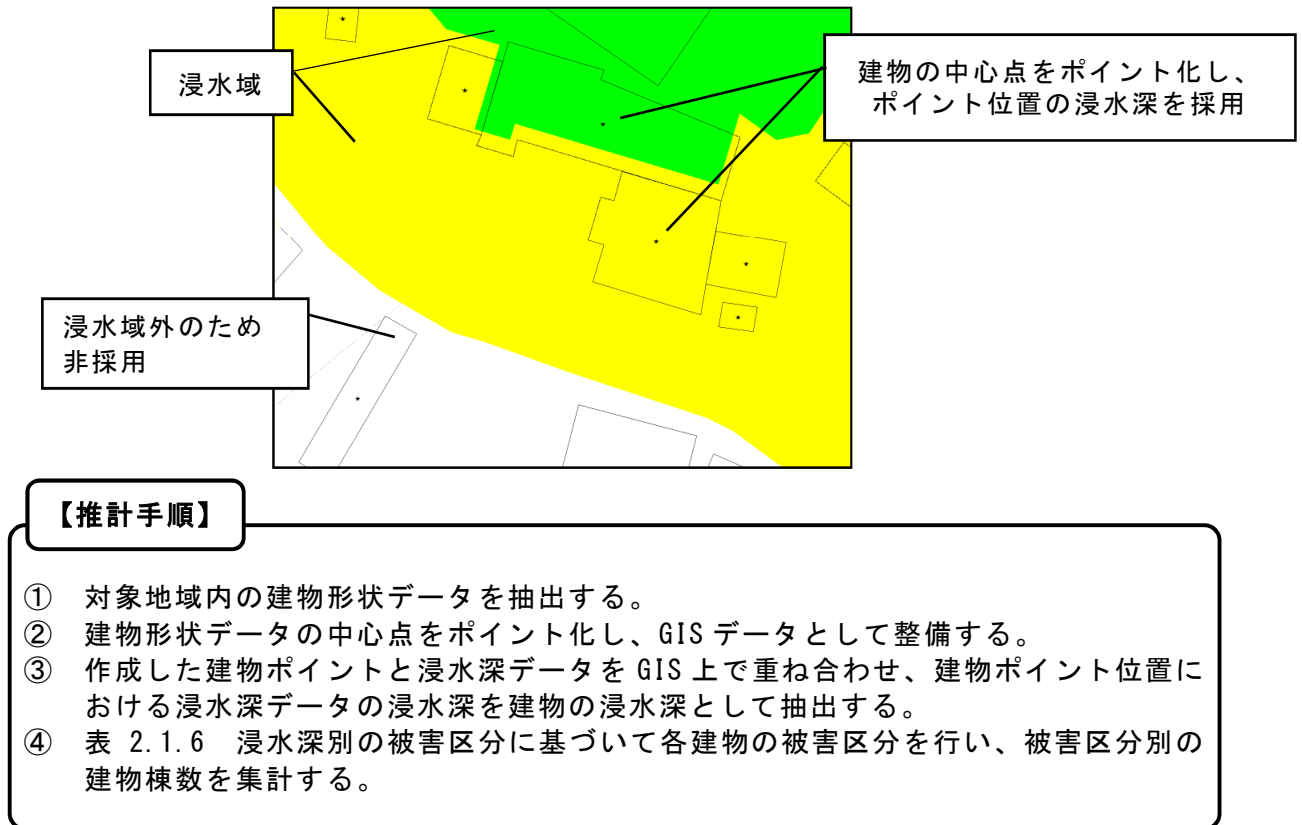 浸水域
建物の中心点をポイント化し、
ポイント位置の浸水深を採用
浸水域外のため
非採用
【推計手順】
① 対象地域内の建物形状データを抽出する。
② 建物形状データの中心点をポイント化し、GIS データとして整備する。
③ 作成した建物ポイントと浸水深データを GIS 上で重ね合わせ、建物ポイント位置に
おける浸水深データの浸水深を建物の浸水深として抽出する。
④ 表 2.1.6 浸水深別の被害区分に基づいて各建物の被害区分を行い、被害区分別の
建物棟数を集計する。